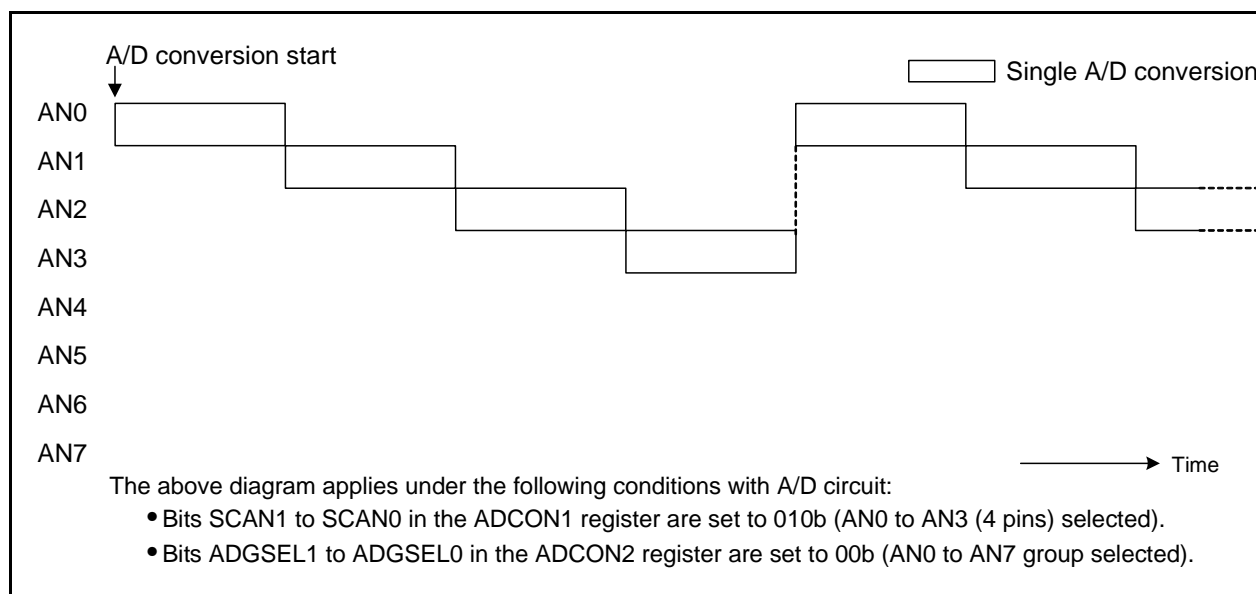 A/D conversion start
Single A/D conversion
AN0
AN1
AN2
AN3
AN4
AN5
AN6
AN7
Time
The above diagram applies under the following conditions with A/D circuit:
• Bits SCAN1 to SCAN0 in the ADCON1 register are set to 010b (AN0 to AN3 (4 pins) selected).
• Bits ADGSEL1 to ADGSEL0 in the ADCON2 register are set to 00b (AN0 to AN7 group selected).